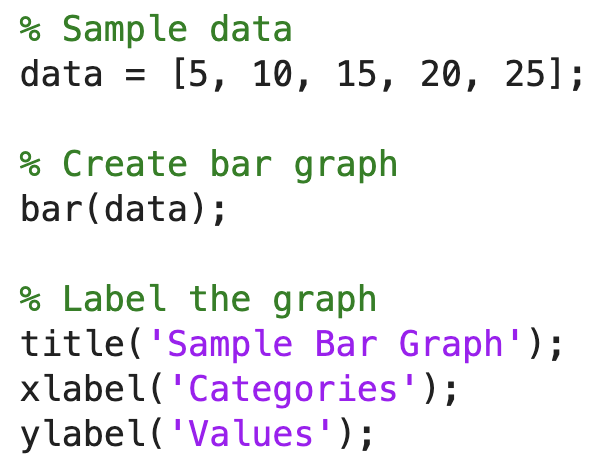 % Sample data
data = [5, 10, 15, 20, 25];
% Create bar graph
bar(data);
% Label the graph
title('Sample Bar Graph');
xlabel('Categories');
ylabel('Values');